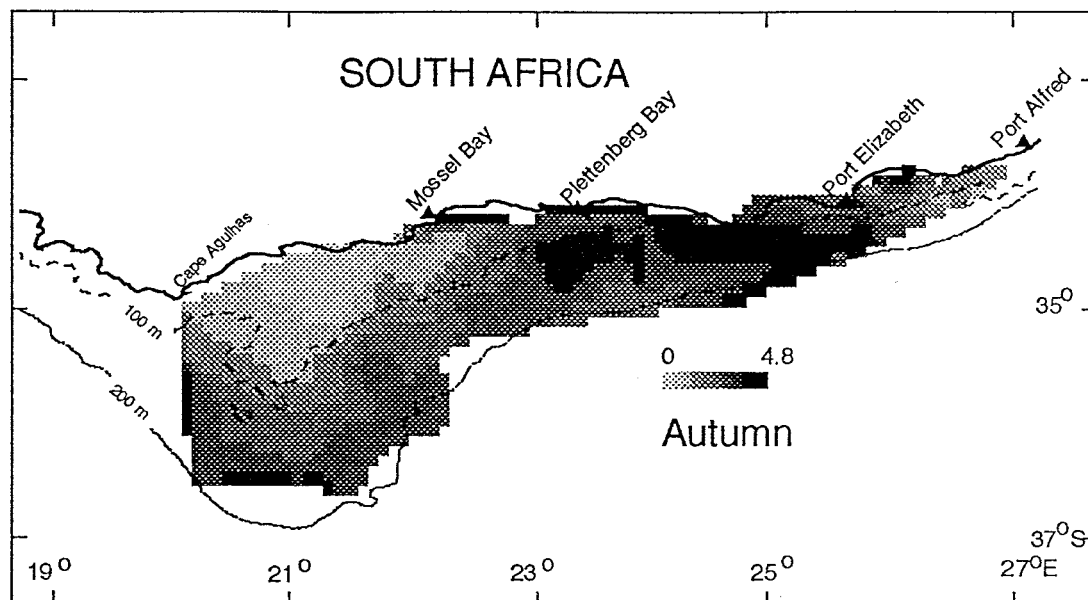 SOUTH AFRICA
Port Alfred
Plettenberg Bay
Port Elizabeth
Mossel Bay
Cape Agulhas
100 m
200 m
35°
0 4.8
Autumn
37°S
19° 21° 23° 25° 27°E